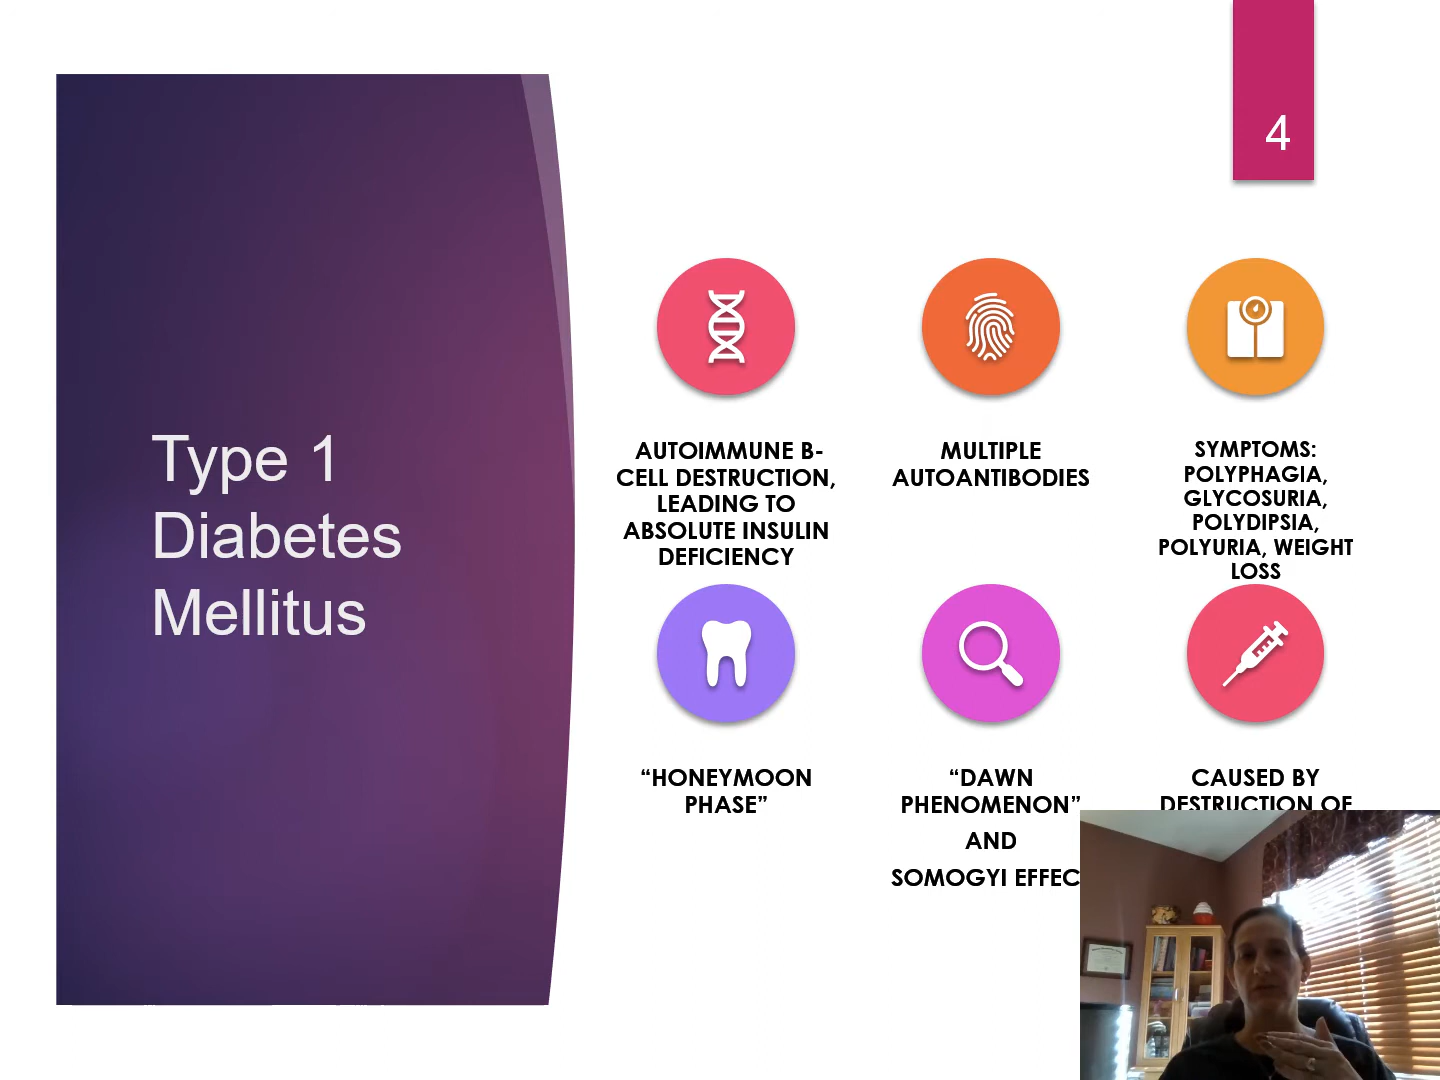 4
Type 1
Diabetes
Mellitus
AUTOIMMUNE B-
CELL DESTRUCTION,
LEADING TO
ABSOLUTE INSULIN
DEFICIENCY
MULTIPLE
AUTOANTIBODIES
SYMPTOMS:
POLYPHAGIA,
GLYCOSURIA,
POLYDIPSIA,
POLYURIA, WEIGHT
LOSS
“HONEYMOON
PHASE”
“DAWN
PHENOMENON”
AND
SOMOGYI EFFEC
CAUSED BY
DESTRUCTION OF